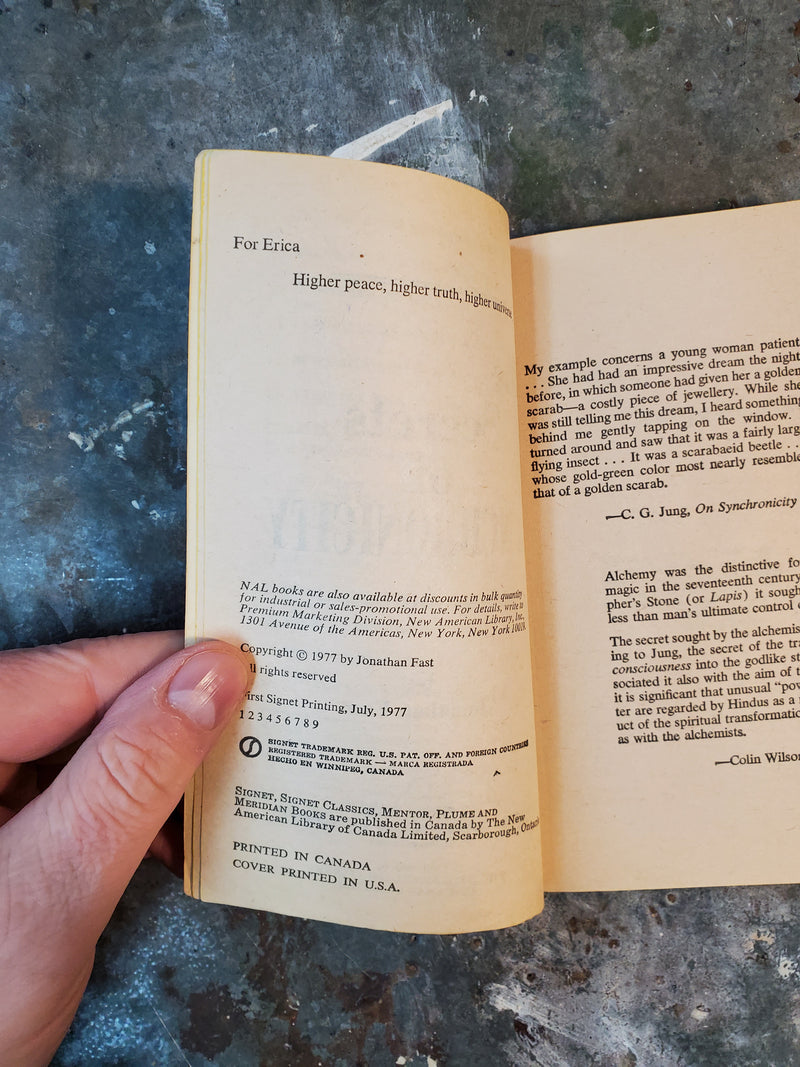 For Erica
Higher peace, higher truth, higher universe
NAL books are also available at discounts in bulk quantity
for industrial or sales-promotional use. For details, write to
Premium Marketing Division, New American Library, Inc.,
1301 Avenue of the Americas, New York, New York 10019.
Copyright © 1977 by Jonathan Fast
All rights reserved
First Signet Printing, July, 1977
1 2 3 4 5 6 7 8 9
SIGNET TRADEMARK REG. U.S. PAT. OFF. AND FOREIGN COUNTRIES
REGISTERED TRADEMARK — MARCA REGISTRADA
HECHO EN WINNIPEG, CANADA
SIGNET, SIGNET CLASSICS, MENTOR, PLUME AND
MERIDIAN BOOKS are published in Canada by The New
American Library of Canada Limited, Scarborough, Ontario
PRINTED IN CANADA
COVER PRINTED IN U.S.A.
My example concerns a young woman patient
. . . She had had an impressive dream the night
before, in which someone had given her a golden
scarab—a costly piece of jewellery. While she
was still telling me this dream, I heard something
behind me gently tapping on the window.
turned around and saw that it was a fairly larg
flying insect . . . It was a scarabaeid beetle . .
whose gold-green color most nearly resemble
that of a golden scarab.
—C. G. Jung, On Synchronicity
Alchemy was the distinctive fo
magic in the seventeenth century
pher's Stone (or Lapis) it sough
less than man's ultimate control
The secret sought by the alchemis
ing to Jung, the secret of the tra
consciousness into the godlike st
sociated it also with the aim of t
it is significant that unusual "pov
ter are regarded by Hindus as a
uct of the spiritual transformatio
as with the alchemists.
—Colin Wilson